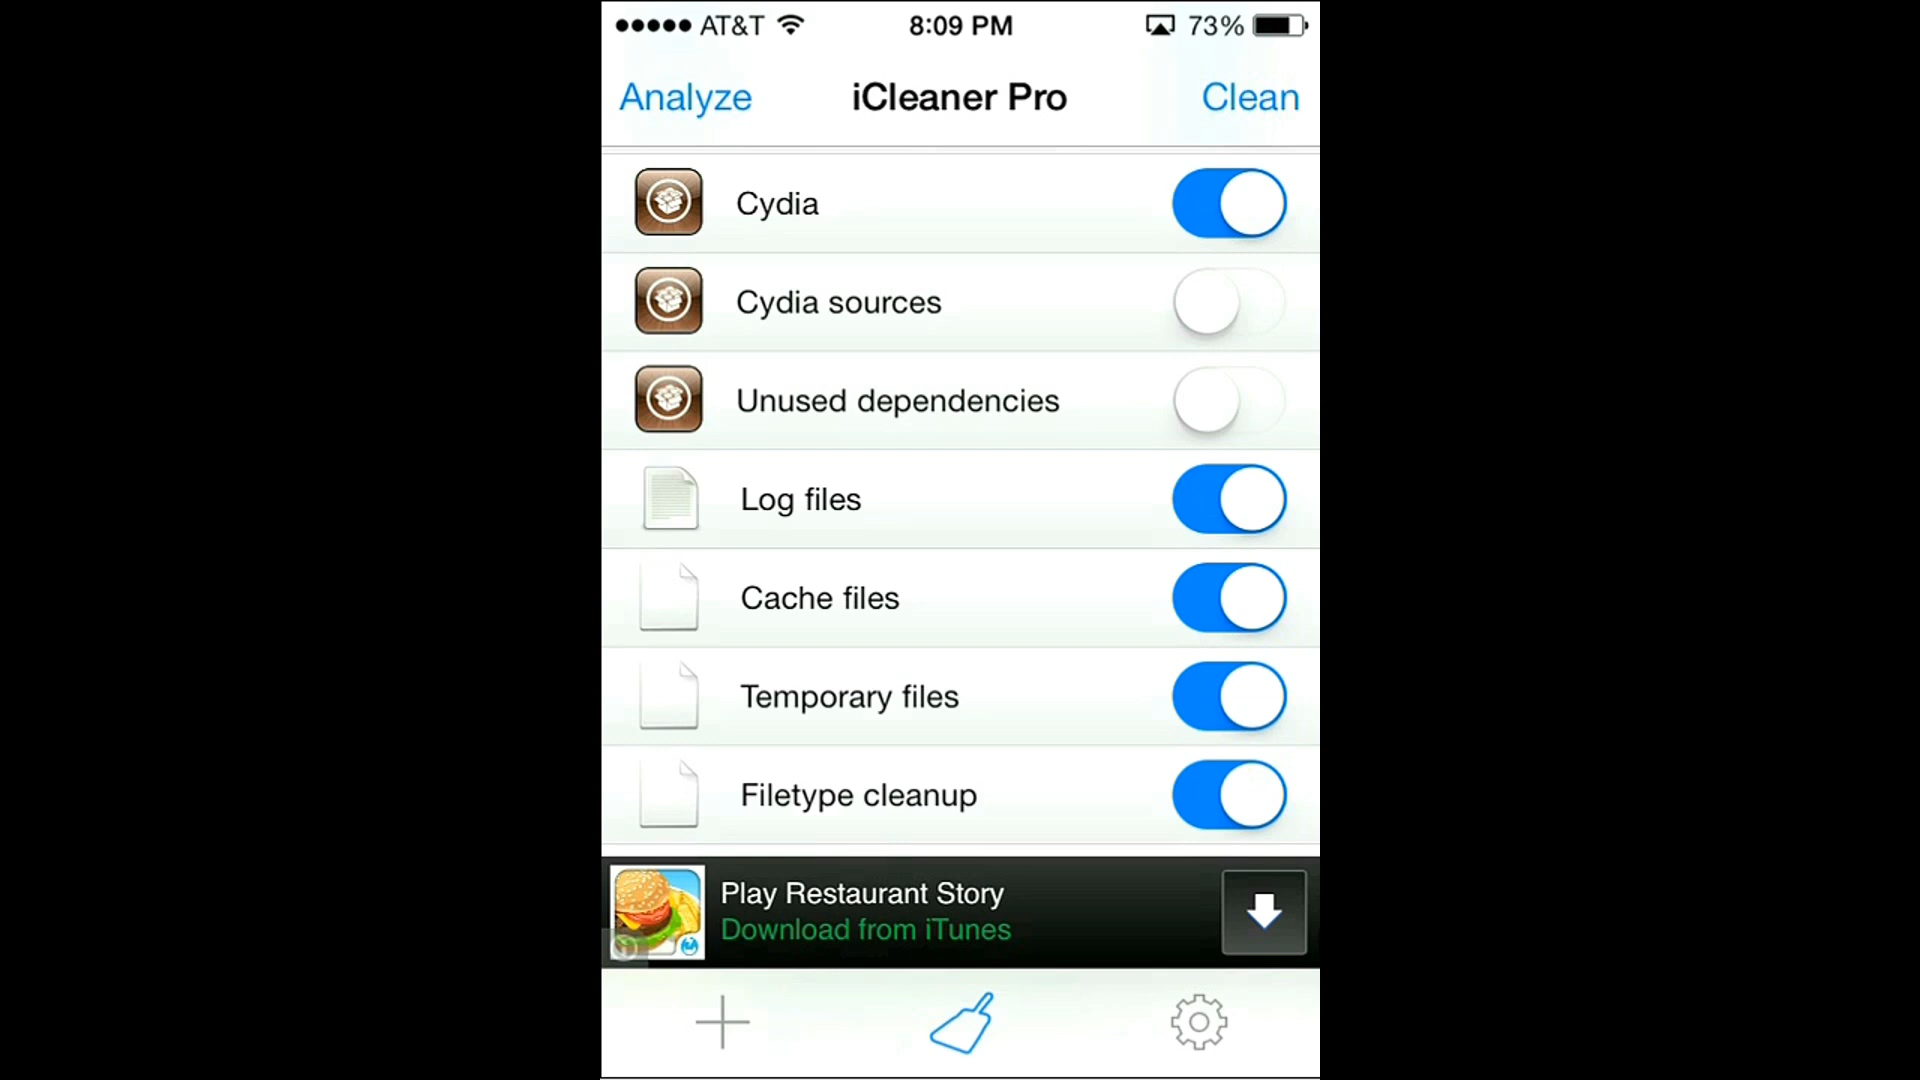 AT&T 8:09 PM 73%
Analyze iCleaner Pro Clean
Cydia
Cydia sources
Unused dependencies
Log files
Cache files
Temporary files
Filetype cleanup
Play Restaurant Story
Download from iTunes